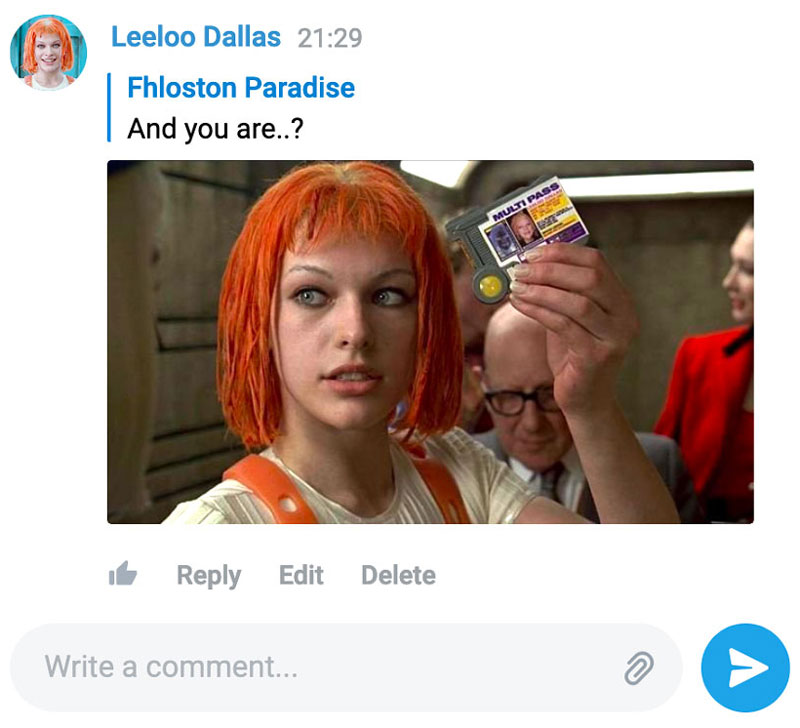 Leeloo Dallas 21:29
Fhloston Paradise
And you are..?
MULTI PASS
Reply Edit Delete
Write a comment...